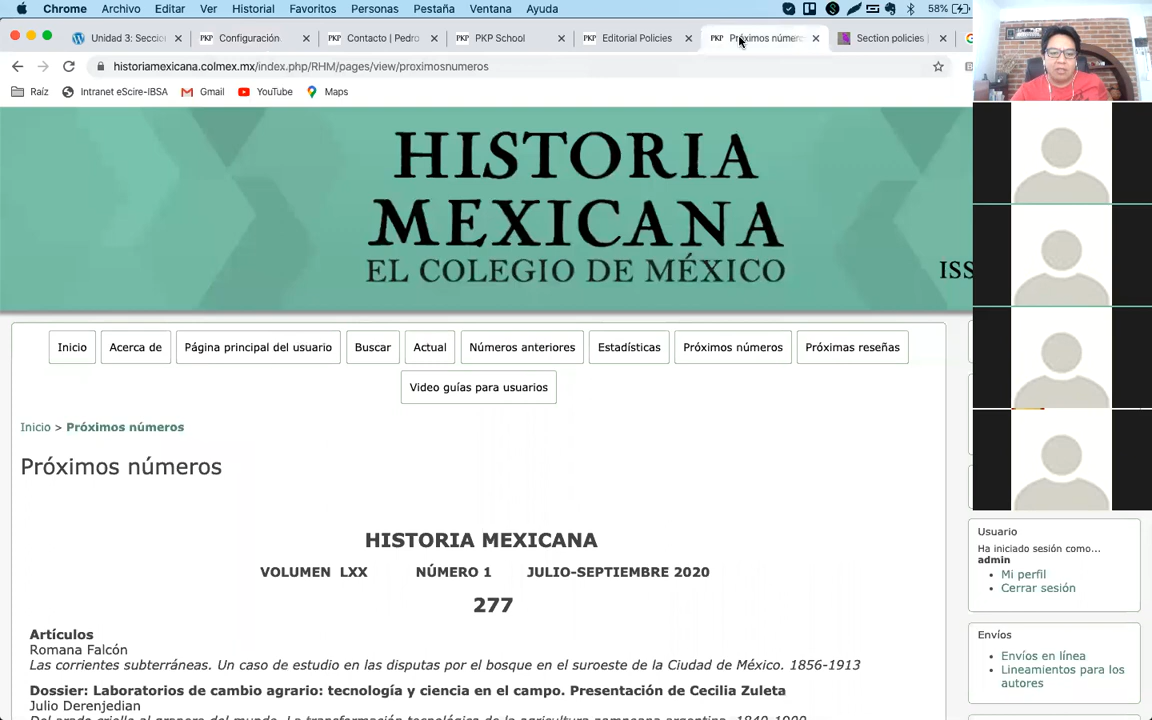 Chrome Archivo Editar Ver Historial Favoritos Personas Pestaña Ventana Ayuda 58%
Unidad 3: Secci PKP Configuración PKP Contacto | Pedro PKP PKP School PKP Editorial Policies PKP Próximos númer Section policies |
historiamexicana.colmex.mx/index.php/RHM/pages/view/proximosnumeros
Raíz Intranet eScire-IBSA Gmail YouTube Maps
HISTORIA
MEXICANA
EL COLEGIO DE MÉXICO
ISS
Inicio Acerca de Página principal del usuario Buscar Actual Números anteriores Estadísticas Próximos números Próximas reseñas
Video guías para usuarios
Inicio > Próximos números
Próximos números
HISTORIA MEXICANA
VOLUMEN LXX NÚMERO 1 JULIO-SEPTIEMBRE 2020
277
Artículos
Romana Falcón
Las corrientes subterráneas. Un caso de estudio en las disputas por el bosque en el suroeste de la Ciudad de México. 1856-1913
Dossier: Laboratorios de cambio agrario: tecnología y ciencia en el campo. Presentación de Cecilia Zuleta
Julio Derenjedian
Usuario
Ha iniciado sesión como...
admin
Mi perfil
Cerrar sesión
Envíos
Envíos en línea
Lineamientos para los
autores